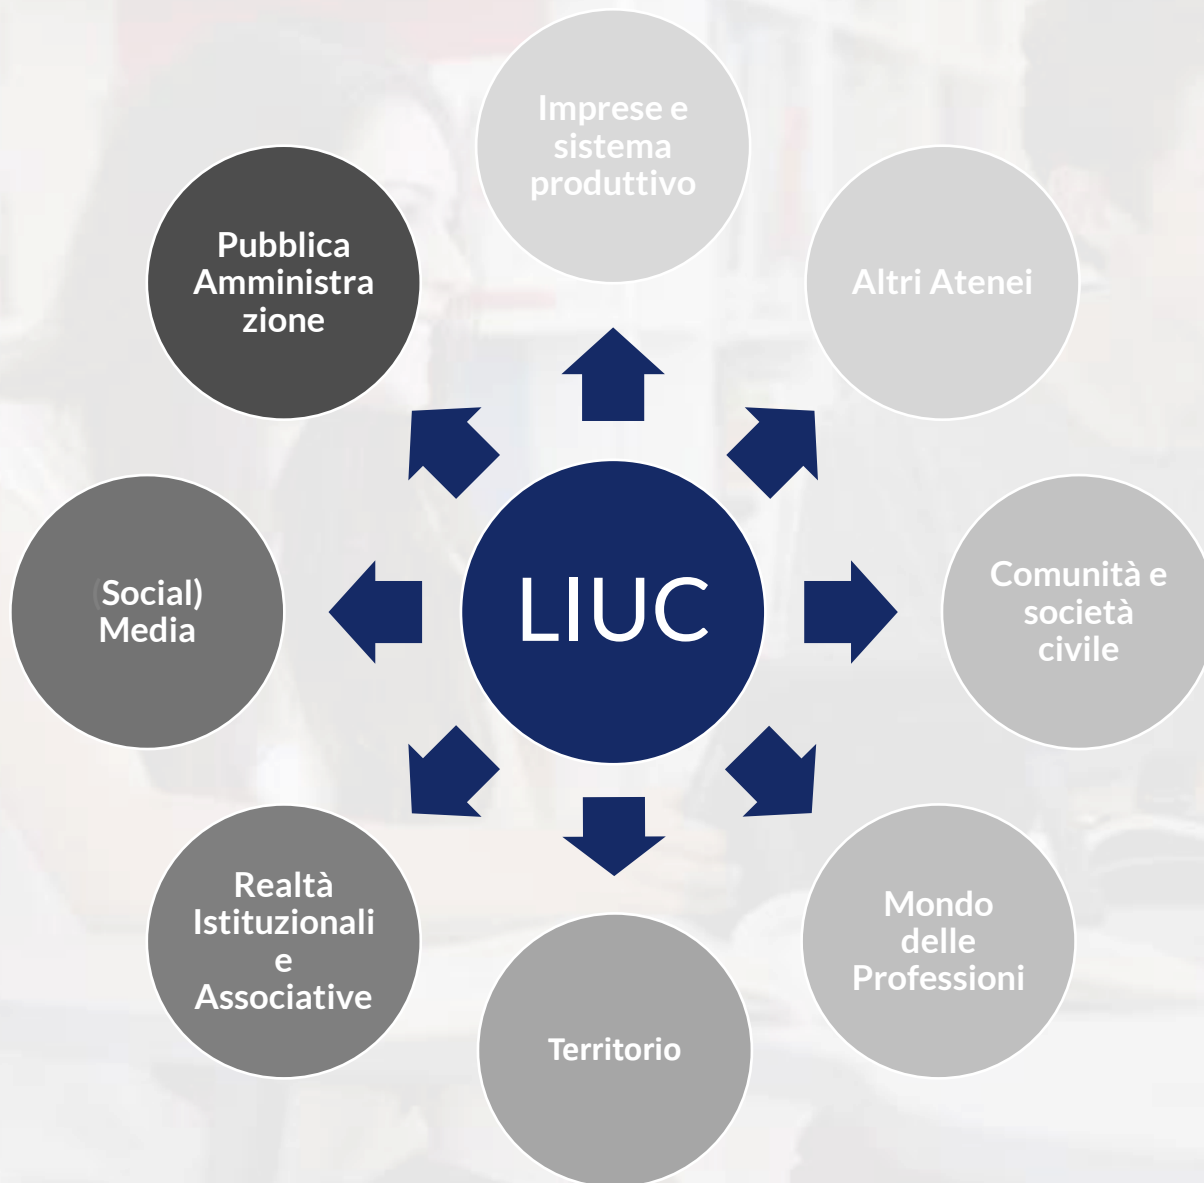 Imprese e
sistema
produttivo
Altri Atenei
Comunità e
società
civile
Mondo
delle
Professioni
Territorio
Realtà
Istituzionali
e
Associative
(Social)
Media
Pubblica
Amministra
zione
LIUC